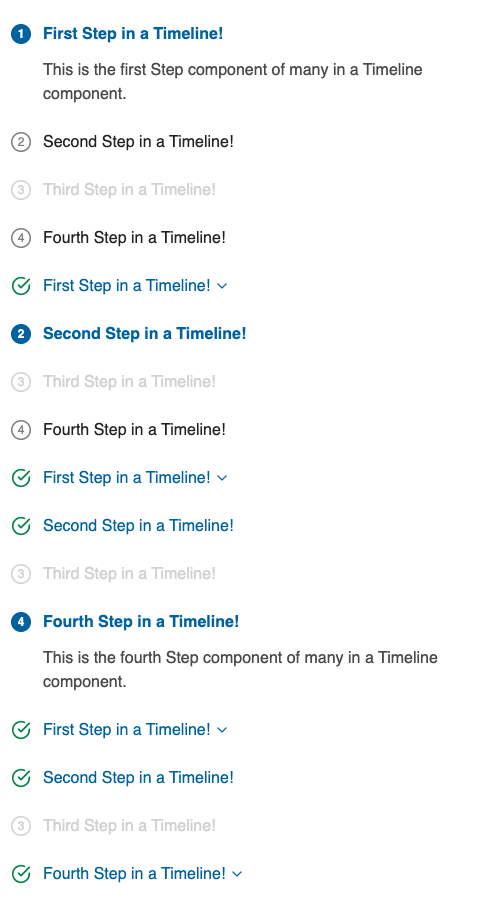 1 First Step in a Timeline!
This is the first Step component of many in a Timeline
component.
2 Second Step in a Timeline!
3 Third Step in a Timeline!
4 Fourth Step in a Timeline!
First Step in a Timeline!
2 Second Step in a Timeline!
3 Third Step in a Timeline!
4 Fourth Step in a Timeline!
First Step in a Timeline!
Second Step in a Timeline!
3 Third Step in a Timeline!
4 Fourth Step in a Timeline!
This is the fourth Step component of many in a Timeline
component.
First Step in a Timeline!
Second Step in a Timeline!
3 Third Step in a Timeline!
Fourth Step in a Timeline!